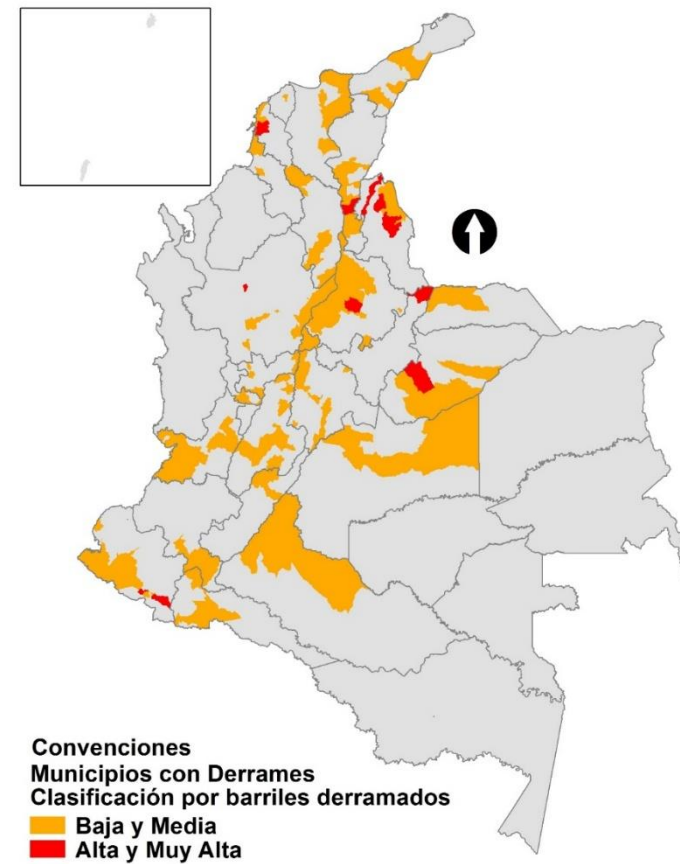 Convenciones
Municipios con Derrames
Clasificación por barriles derramados
Baja y Media
Alta y Muy Alta